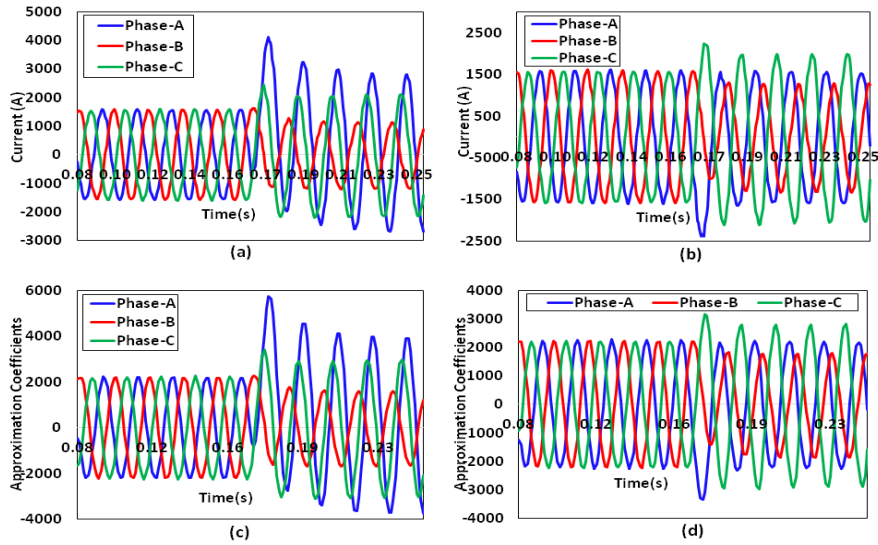 5000
4000
3000
2000
1000
0
-1000
-2000
-3000
Current (A)
Phase-A
Phase-B
Phase-C
0.08 0.10 0.12 0.14 0.16 0.17 0.19 0.21 0.23 0.25
Time(s)
(a)
2500
1500
500
-500
-1500
-2500
Current (A)
Phase-A
Phase-B
Phase-C
0.08 0.10 0.12 0.14 0.16 0.17 0.19 0.21 0.23 0.25
Time(s)
(b)
6000
4000
2000
0
-2000
-4000
Approximation Coefficients
Phase-A
Phase-B
Phase-C
0.08 0.12 0.16 0.19 0.23
Time(s)
(c)
4000
3000
2000
1000
0
-1000
-2000
-3000
-4000
Approximation Coefficients
Phase-A Phase-B Phase-C
0.08 0.12 0.16 0.19 0.23
Time(s)
(d)